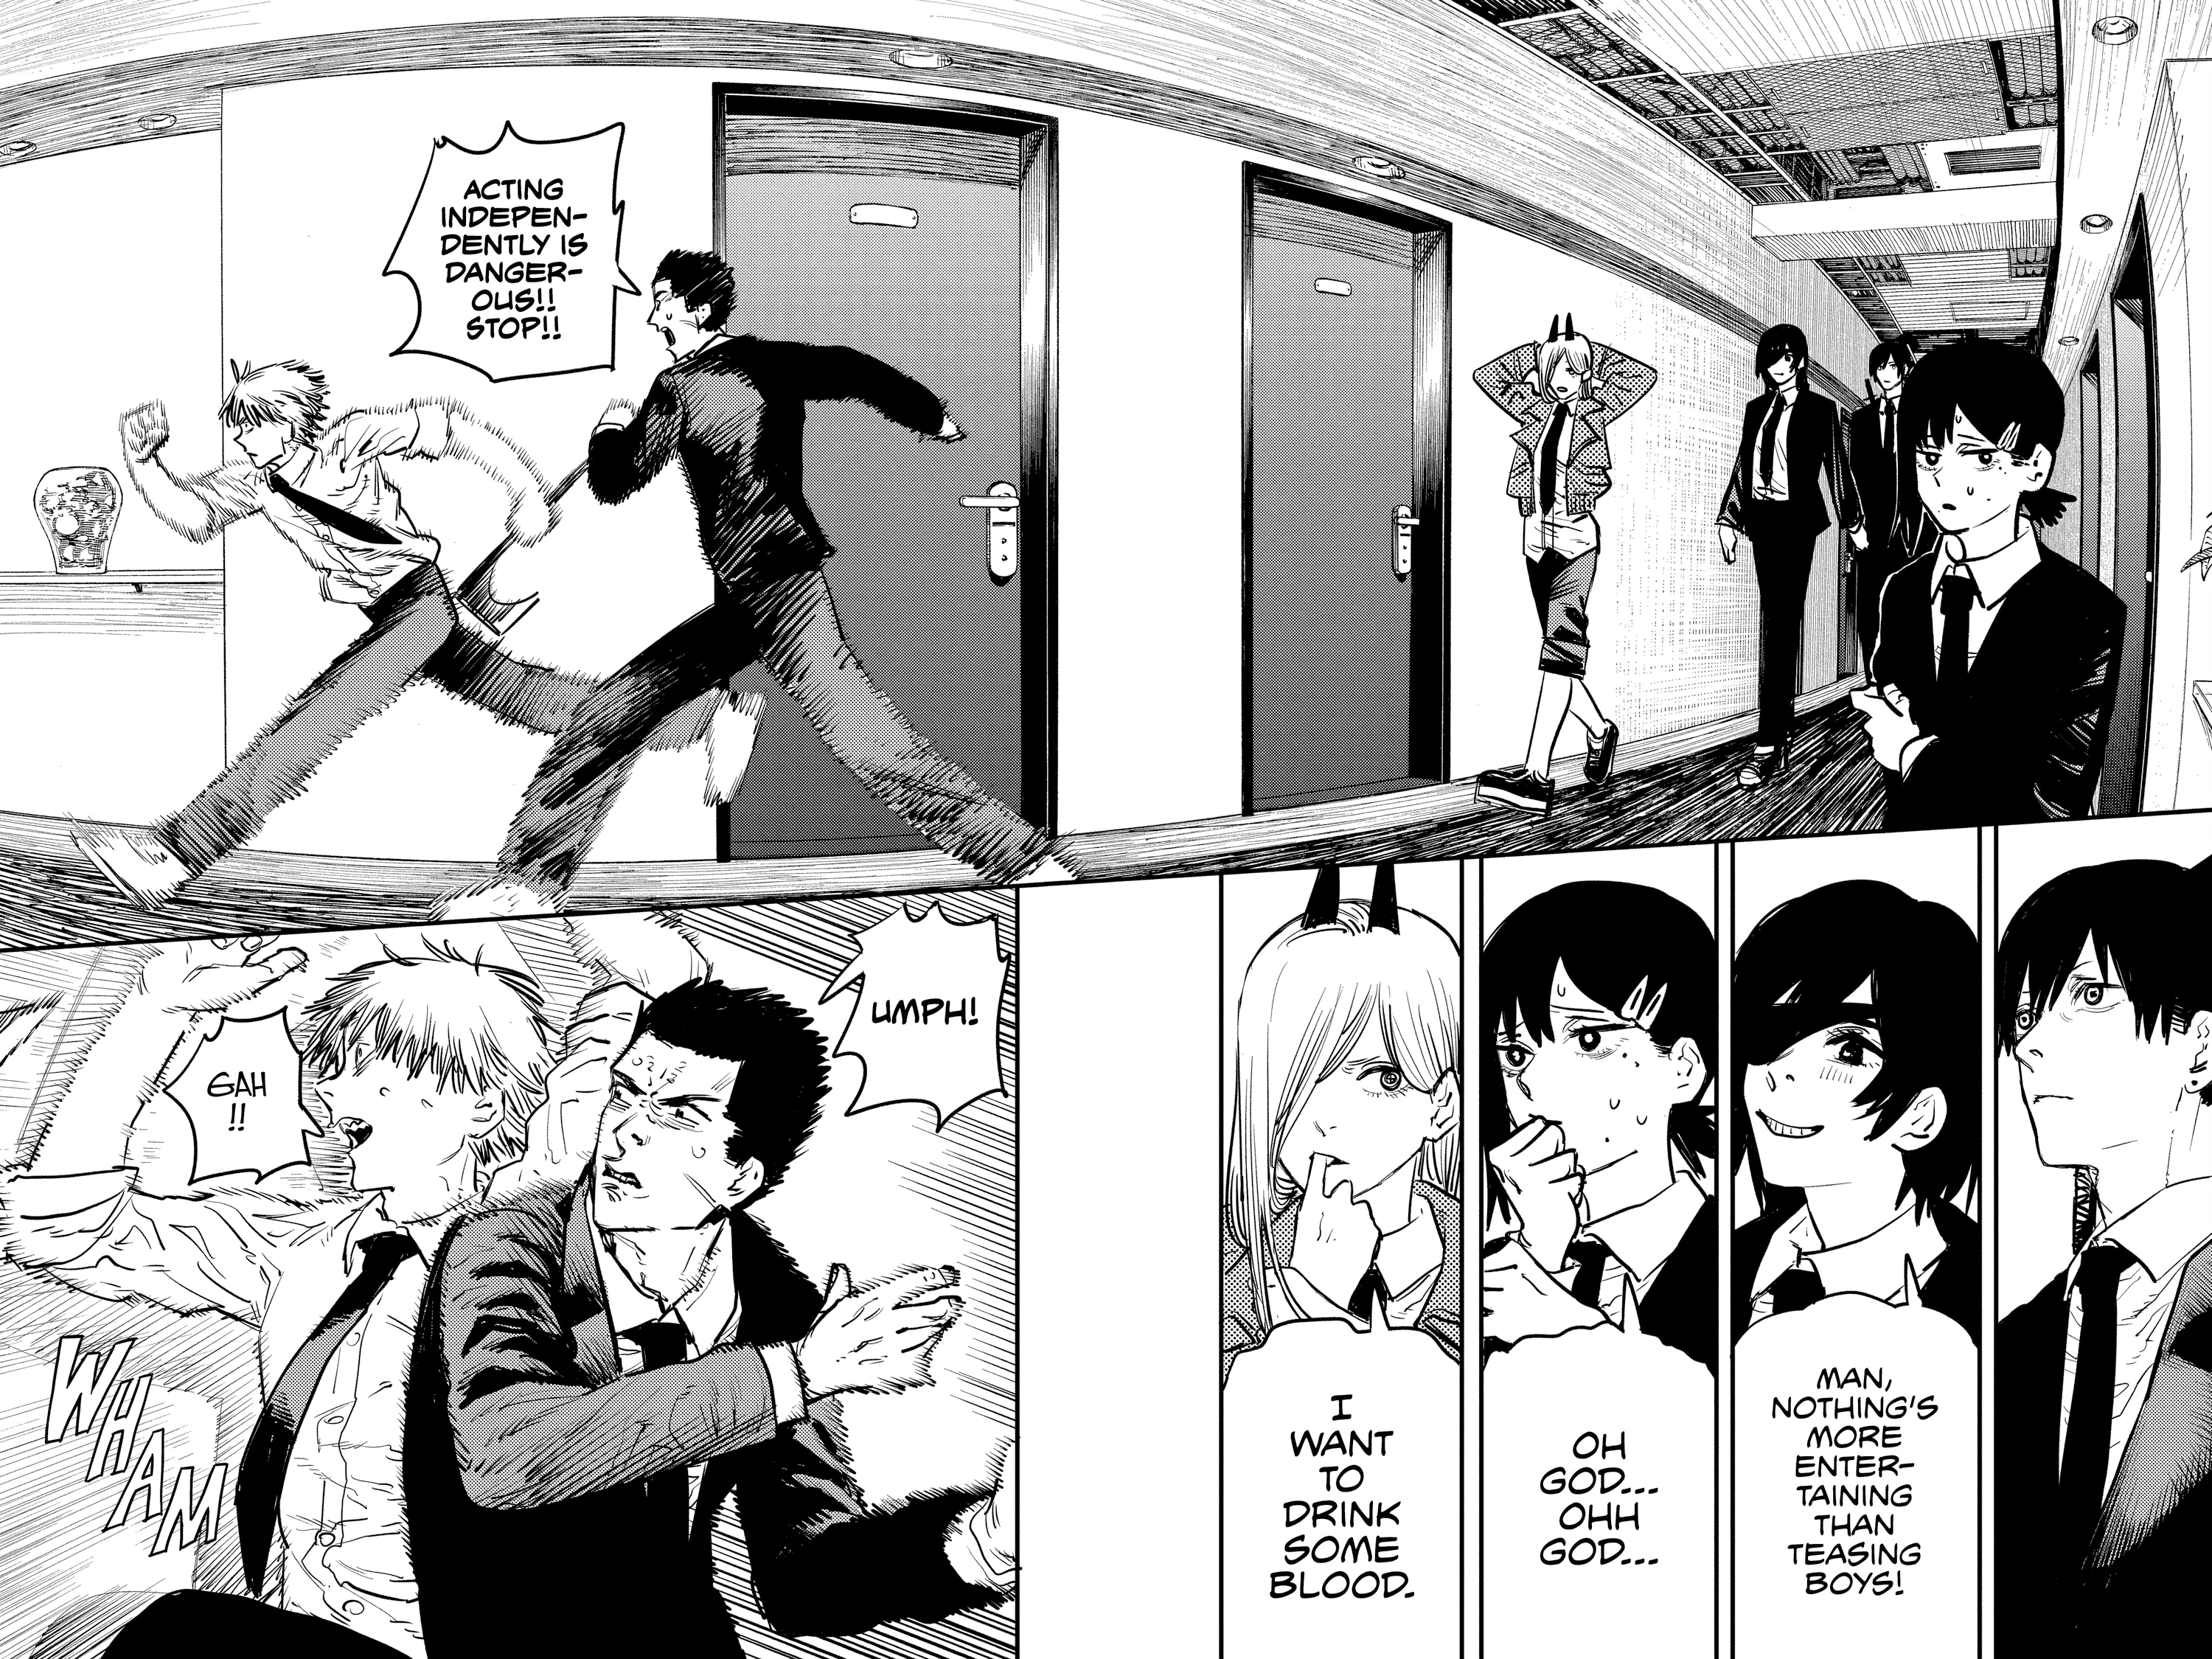 ACTING
INDEPEN-
DENTLY IS
DANGER-
OUS!!
STOP!!
MAN,
NOTHING'S
MORE
ENTER-
TAINING
THAN
TEASING
BOYS!
OH
GOD...
OHH
GOD...
I
WANT
TO
DRINK
SOME
BLOOD.
UMPH!
GAH
!!
WHAM